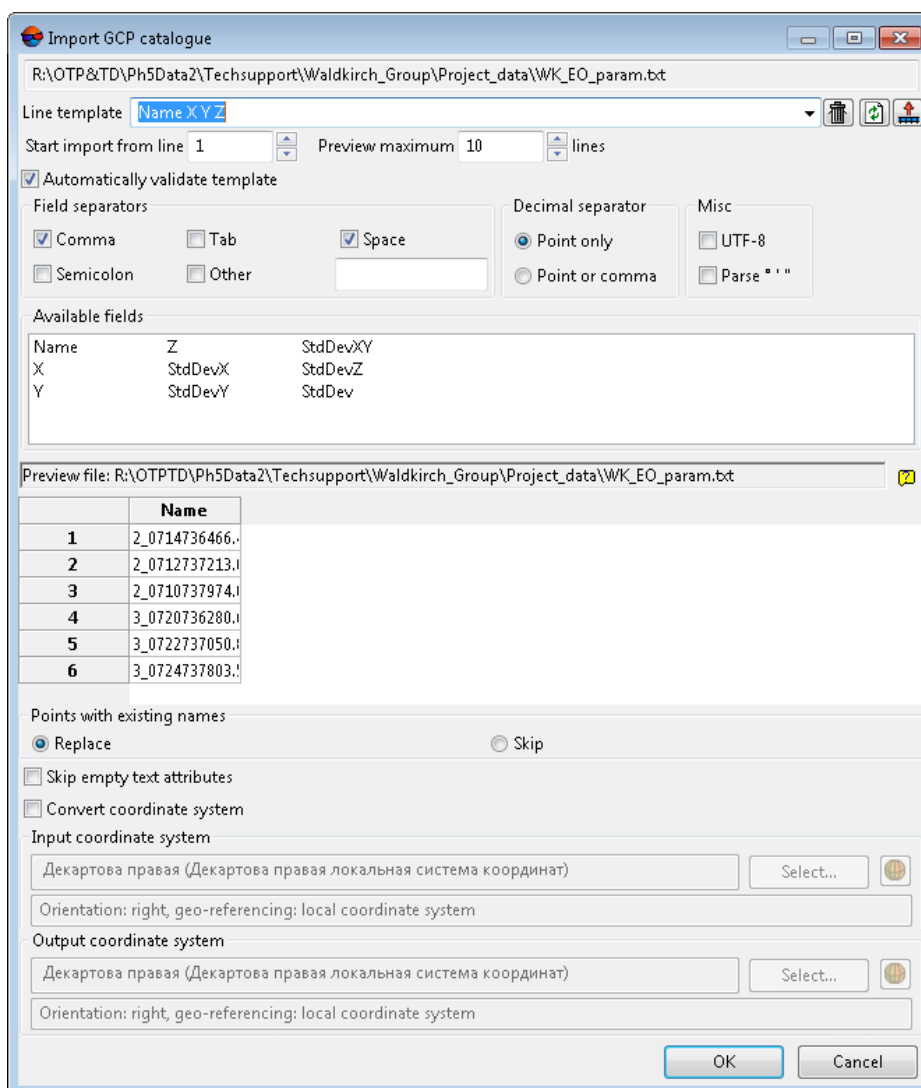 Import GCP catalogue
R:\OTP&TD\Ph5Data2\Techsupport\Waldkirch_Group\Project_data\WK_EO_param.txt
Line template Name X Y Z
Start import from line 1 Preview maximum 10 lines
Automatically validate template
Field separators Decimal separator Misc
Comma Tab Space Point only UTF-8
Semicolon Other Point or comma Parse ° ' "
Available fields
Name Z StdDevXY
X StdDevX StdDevZ
Y StdDevY StdDev
Preview file: R:\OTPTD\Ph5Data2\Techsupport\Waldkirch_Group\Project_data\WK_EO_param.txt
Name
1 2_0714736466.
2 2_0712737213.
3 2_0710737974.
4 3_0720736280.
5 3_0722737050.
6 3_0724737803.
Points with existing names
Replace Skip
Skip empty text attributes
Convert coordinate system
Input coordinate system
Декартова правая (Декартова правая локальная система координат) Select...
Orientation: right, geo-referencing: local coordinate system
Output coordinate system
Декартова правая (Декартова правая локальная система координат) Select...
Orientation: right, geo-referencing: local coordinate system
OK Cancel